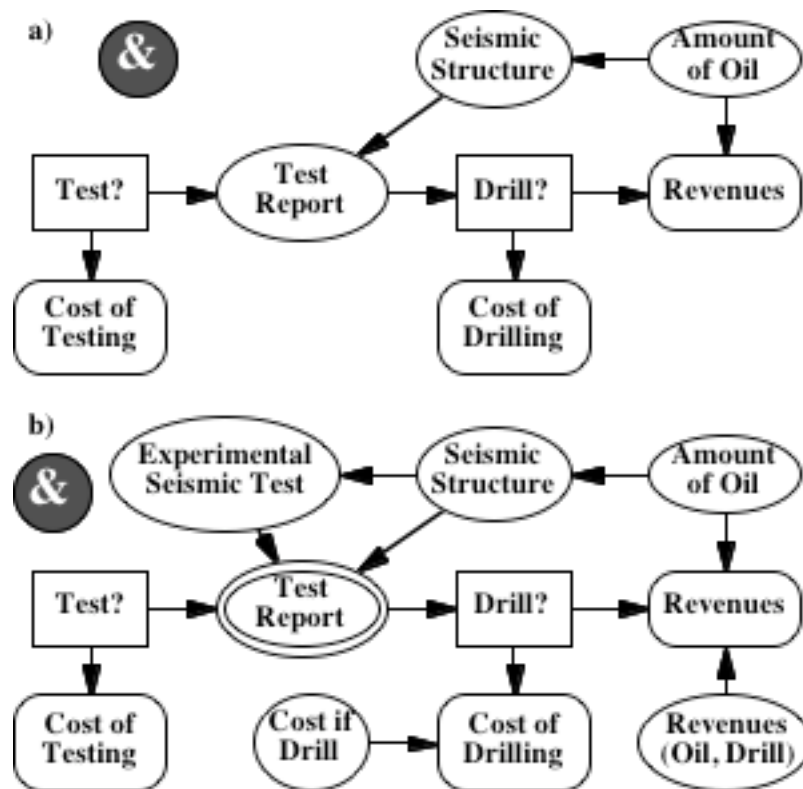 a)
&
Seismic
Structure
Amount
of Oil
Test?
Test
Report
Drill?
Revenues
Cost of
Testing
Cost of
Drilling
b)
&
Experimental
Seismic Test
Seismic
Structure
Amount
of Oil
Test?
Test
Report
Drill?
Revenues
Cost of
Testing
Cost if
Drill
Cost of
Drilling
Revenues
(Oil, Drill)